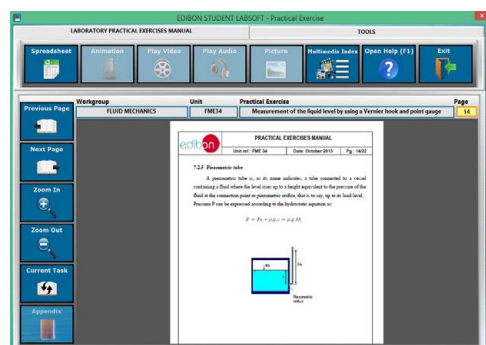 EDIBON STUDENT LABSOFT - Practical Exercise
LABORATORY PRACTICAL EXERCISES MANUAL TOOLS
Spreadsheet Animation Play Video Play Audio Picture Multimedia Index Open Help (F1) Exit
Workgroup Unit Practical Exercise Page
FLUID MECHANICS FME34 Measurement of the liquid level by using a Vernier hook and point gauge 14
Previous Page
Next Page
Zoom In
Zoom Out
Current Task
Appendix
edibon
PRACTICAL EXERCISES MANUAL
Unit ref.: FME 34 Date: October 2013 Pg.: 14/22
7.2.5 Piezometric tube
A piezometric tube is, as its name indicates, a tube connected to a vessel
containing a fluid where the level rises up to a height equivalent to the pressure of the
fluid at the connection point or piezometric orifice, that is to say, up to its load level.
Pressure P can be expressed according to the hydrostatic equation as:
Piezometric
orifice